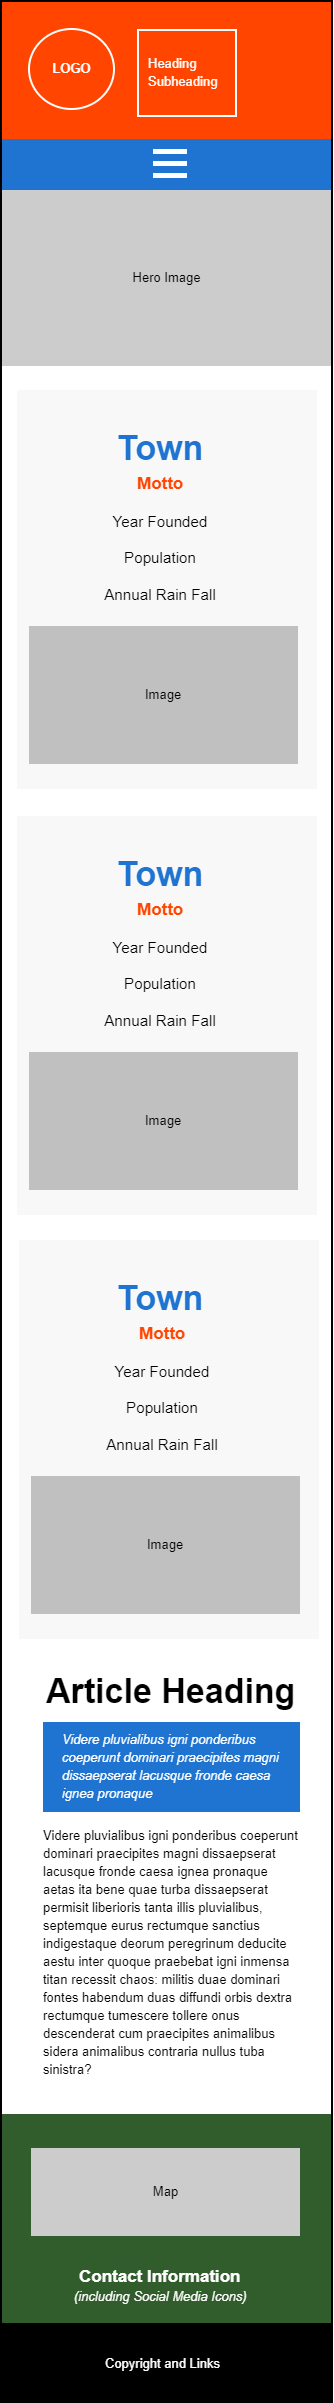 LOGO
Heading
Subheading
Hero Image
Town
Motto
Year Founded
Population
Annual Rain Fall
Image
Town
Motto
Year Founded
Population
Annual Rain Fall
Image
Town
Motto
Year Founded
Population
Annual Rain Fall
Image
Article Heading
Videre pluvialibus igni ponderibus
coeperunt dominari praecipites magni
dissaepserat lacusque fronde caesa
ignea pronaque
Videre pluvialibus igni ponderibus coeperunt
dominari praecipites magni dissaepserat
lacusque fronde caesa ignea pronaque
aetas ita bene quae turba dissaepserat
permisit liberioris tanta illis pluvialibus,
septemque eurus rectumque sanctius
indigestaque deorum peregrinum deducite
aestu inter quoque praebebat igni inmensa
titan recessit chaos: militis duae dominari
fontes habendum duas diffundi orbis dextra
rectumque tumescere tollere onus
descenderat cum praecipites animalibus
sidera animalibus contraria nullus tuba
sinistra?
Map
Contact Information
(including Social Media Icons)
Copyright and Links